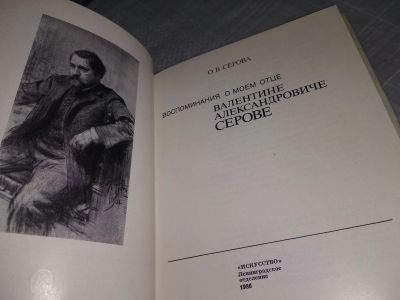 О. В. СЕРОВА
ВОСПОМИНАНИЯ О МОЕМ ОТЦЕ
ВАЛЕНТИНЕ
АЛЕКСАНДРОВИЧЕ
СЕРОВЕ
«ИСКУССТВО»
Ленинградское
отделение
1986